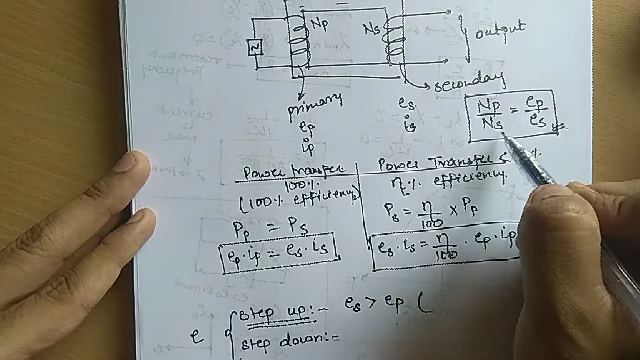 Np
Ns
output
primary
secondary
ep
ip
es
is
Np/Ns = ep/es
Power transfer
100%
(100% efficiency)
Pp = Ps
ep.ip = es.is
Power Transfer <
η% efficiency
Ps = η/100 × Pp
es.is = η/100 . ep.ip
e
step up:- es > ep (
step down:-